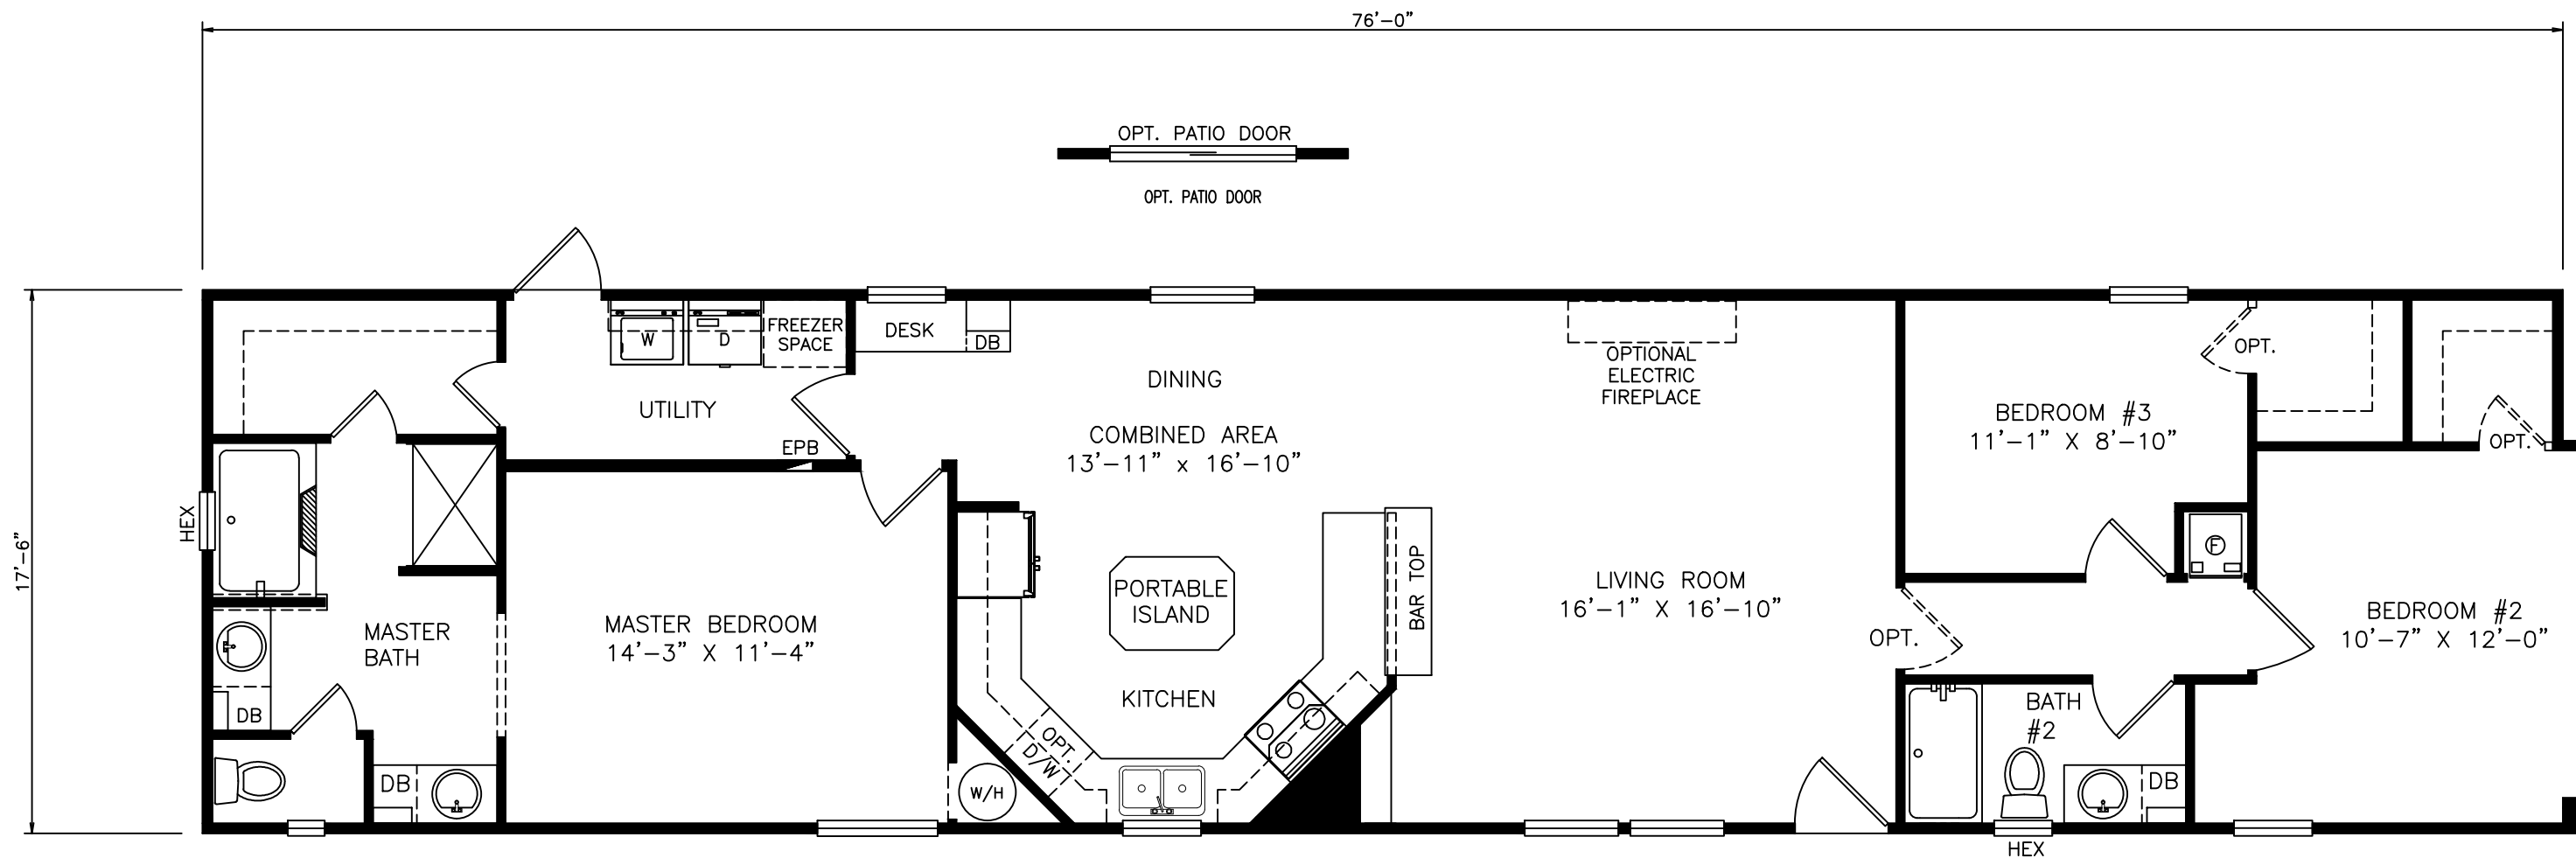 76'-0"
OPT. PATIO DOOR
OPT. PATIO DOOR
17'-6"
HEX
W
D
FREEZER
SPACE
DESK
DB
UTILITY
EPB
DINING
COMBINED AREA
13'-11" x 16'-10"
OPTIONAL
ELECTRIC
FIREPLACE
BEDROOM #3
11'-1" X 8'-10"
OPT.
OPT.
F
MASTER
BATH
DB
DB
MASTER BEDROOM
14'-3" X 11'-4"
PORTABLE
ISLAND
BAR TOP
KITCHEN
OPT.
D/W
W/H
LIVING ROOM
16'-1" X 16'-10"
OPT.
BEDROOM #2
10'-7" X 12'-0"
BATH
#2
DB
HEX